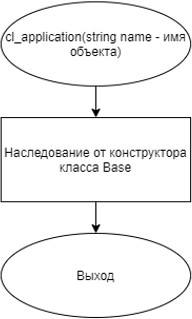 cl_application(string name - имя
объекта)
Наследование от конструктора
класса Base
Выход